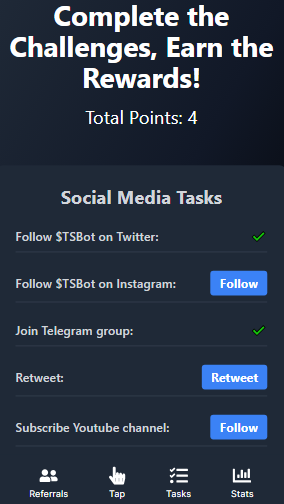 Complete the
Challenges, Earn the
Rewards!
Total Points: 4
Social Media Tasks
Follow $TSBot on Twitter:
Follow $TSBot on Instagram: Follow
Join Telegram group:
Retweet: Retweet
Subscribe Youtube channel: Follow
Referrals Tap Tasks Stats